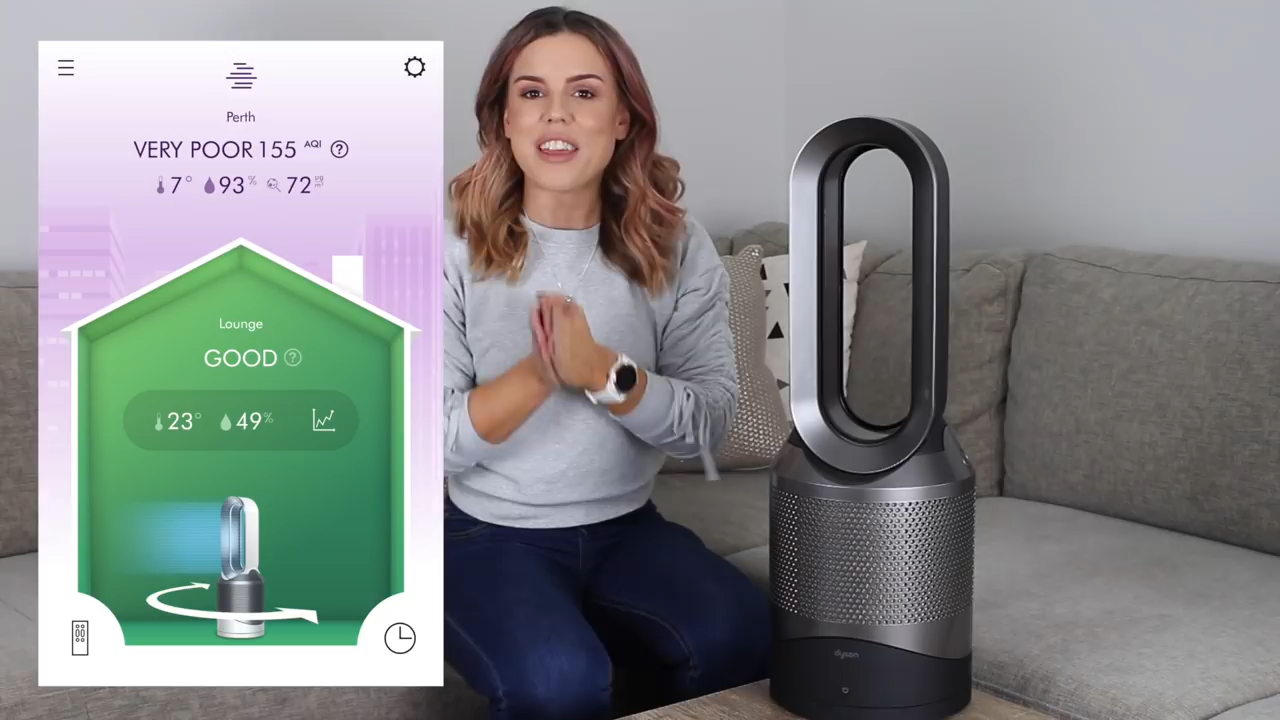 Perth
VERY POOR 155 AQI ?
7° 93% 72
Lounge
GOOD ?
23° 49%
dyson